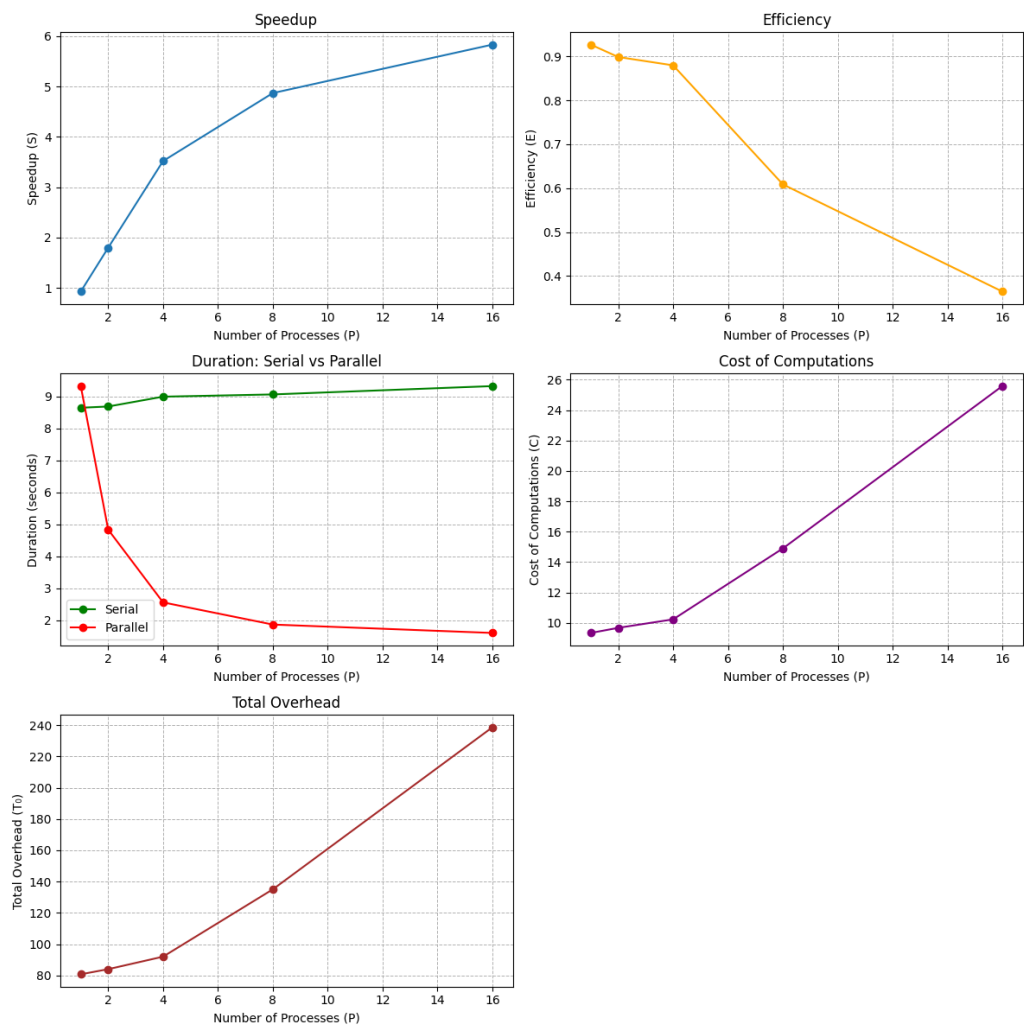 Speedup
6
5
4
3
2
1
Speedup (S)
2 4 6 8 10 12 14 16
Number of Processes (P)
Efficiency
0.9
0.8
0.7
0.6
0.5
0.4
Efficiency (E)
2 4 6 8 10 12 14 16
Number of Processes (P)
Duration: Serial vs Parallel
9
8
7
6
5
4
3
2
Duration (seconds)
Serial
Parallel
2 4 6 8 10 12 14 16
Number of Processes (P)
Cost of Computations
26
24
22
20
18
16
14
12
10
Cost of Computations (C)
2 4 6 8 10 12 14 16
Number of Processes (P)
Total Overhead
240
220
200
180
160
140
120
100
80
Total Overhead (T₀)
2 4 6 8 10 12 14 16
Number of Processes (P)